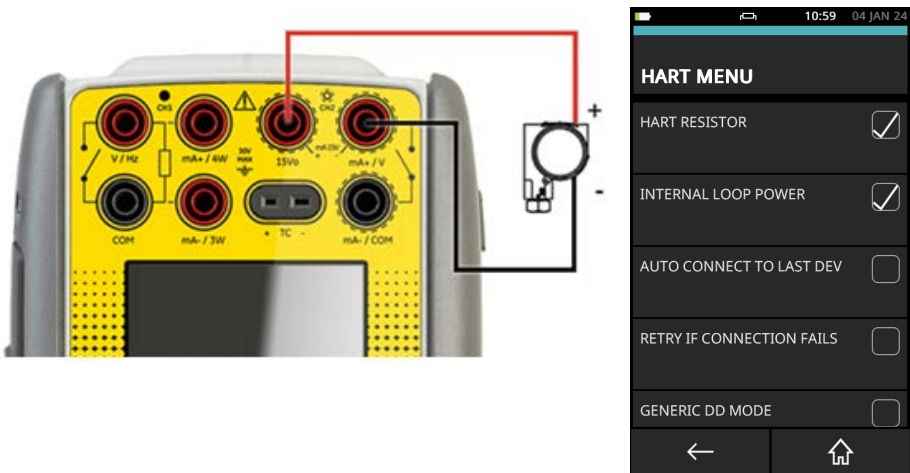 CH1
CH2
V / Hz
mA+ / 4W
30V
MAX
15Vo
mA 15V
mA+ / V
COM
mA- / 3W
+ TC -
mA- / COM
+
-
10:59 04 JAN 24
HART MENU
HART RESISTOR
INTERNAL LOOP POWER
AUTO CONNECT TO LAST DEV
RETRY IF CONNECTION FAILS
GENERIC DD MODE